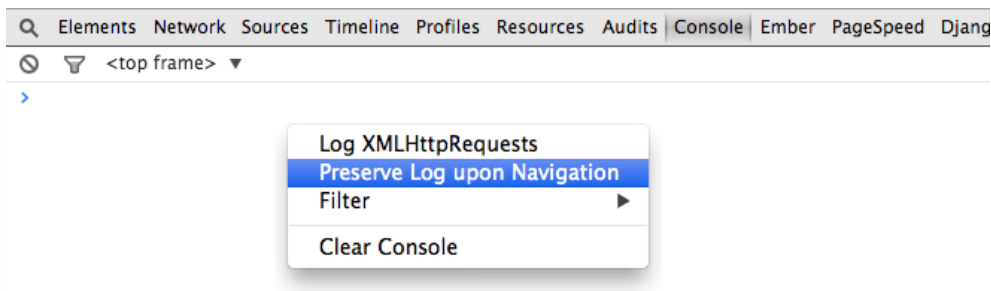 Elements Network Sources Timeline Profiles Resources Audits Console Ember PageSpeed Djang
<top frame> ▼
>
Log XMLHttpRequests
Preserve Log upon Navigation
Filter ▶
Clear Console